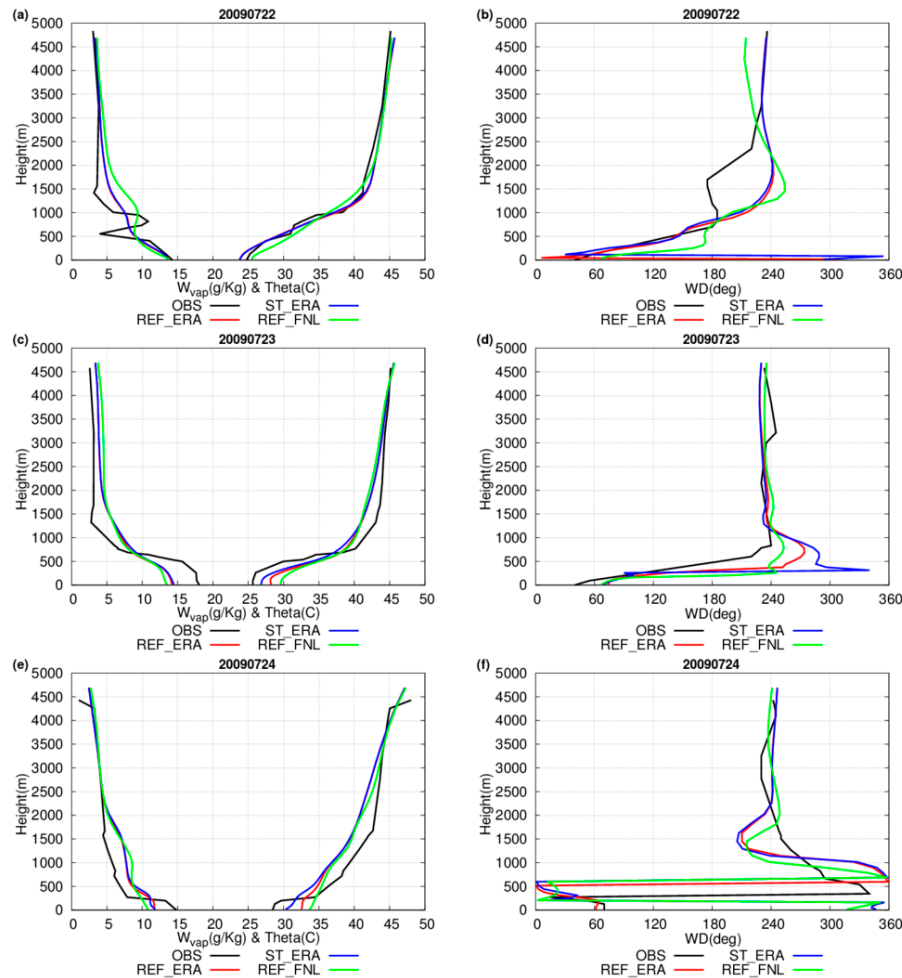 (a) 20090722
5000
4500
4000
3500
3000
2500
2000
1500
1000
500
0
Height(m)
0 5 10 15 20 25 30 35 40 45 50
W_vap(g/Kg) & Theta(C)
OBS ST_ERA
REF_ERA REF_FNL
(b) 20090722
5000
4500
4000
3500
3000
2500
2000
1500
1000
500
0
Height(m)
0 60 120 180 240 300 360
WD(deg)
OBS ST_ERA
REF_ERA REF_FNL
(c) 20090723
5000
4500
4000
3500
3000
2500
2000
1500
1000
500
0
Height(m)
0 5 10 15 20 25 30 35 40 45 50
W_vap(g/Kg) & Theta(C)
OBS ST_ERA
REF_ERA REF_FNL
(d) 20090723
5000
4500
4000
3500
3000
2500
2000
1500
1000
500
0
Height(m)
0 60 120 180 240 300 360
WD(deg)
OBS ST_ERA
REF_ERA REF_FNL
(e) 20090724
5000
4500
4000
3500
3000
2500
2000
1500
1000
500
0
Height(m)
0 5 10 15 20 25 30 35 40 45 50
W_vap(g/Kg) & Theta(C)
OBS ST_ERA
REF_ERA REF_FNL
(f) 20090724
5000
4500
4000
3500
3000
2500
2000
1500
1000
500
0
Height(m)
0 60 120 180 240 300 360
WD(deg)
OBS ST_ERA
REF_ERA REF_FNL